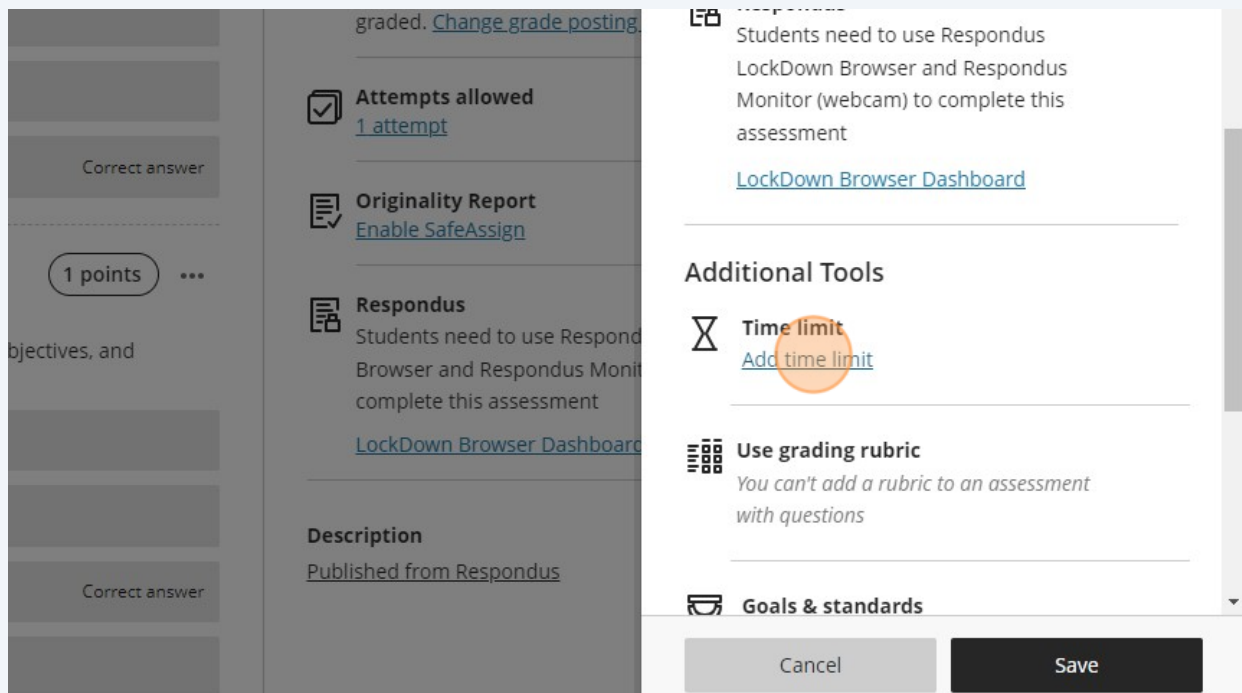 graded. Change grade posting
Attempts allowed
1 attempt
Correct answer
Originality Report
Enable SafeAssign
1 points
bjectives, and
Respondus
Students need to use Respond
Browser and Respondus Monit
complete this assessment
LockDown Browser Dashboard
Description
Published from Respondus
Correct answer
Respondus
Students need to use Respondus
LockDown Browser and Respondus
Monitor (webcam) to complete this
assessment
LockDown Browser Dashboard
Additional Tools
Time limit
Add time limit
Use grading rubric
You can't add a rubric to an assessment
with questions
Goals & standards
Cancel
Save